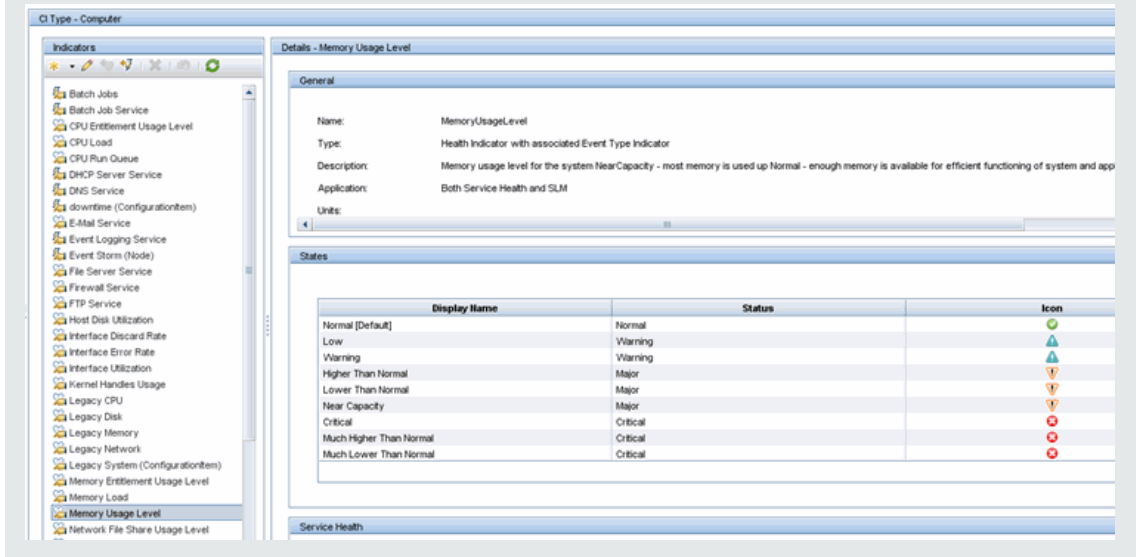 CI Type - Computer
Indicators
Batch Jobs
Batch Job Service
CPU Entitlement Usage Level
CPU Load
CPU Run Queue
DHCP Server Service
DNS Service
downtime (ConfigurationItem)
E-Mail Service
Event Logging Service
Event Storm (Node)
File Server Service
Firewall Service
FTP Service
Host Disk Utilization
Interface Discard Rate
Interface Error Rate
Interface Utilization
Kernel Handles Usage
Legacy CPU
Legacy Disk
Legacy Memory
Legacy Network
Legacy System (ConfigurationItem)
Memory Entitlement Usage Level
Memory Load
Memory Usage Level
Network File Share Usage Level
Details - Memory Usage Level
General
Name: MemoryUsageLevel
Type: Health Indicator with associated Event Type Indicator
Description: Memory usage level for the system NearCapacity - most memory is used up Normal - enough memory is available for efficient functioning of system and app
Application: Both Service Health and SLM
Units:
States
Display Name Status Icon
Normal [Default] Normal
Low Warning
Warning Warning
Higher Than Normal Major
Lower Than Normal Major
Near Capacity Major
Critical Critical
Much Higher Than Normal Critical
Much Lower Than Normal Critical
Service Health